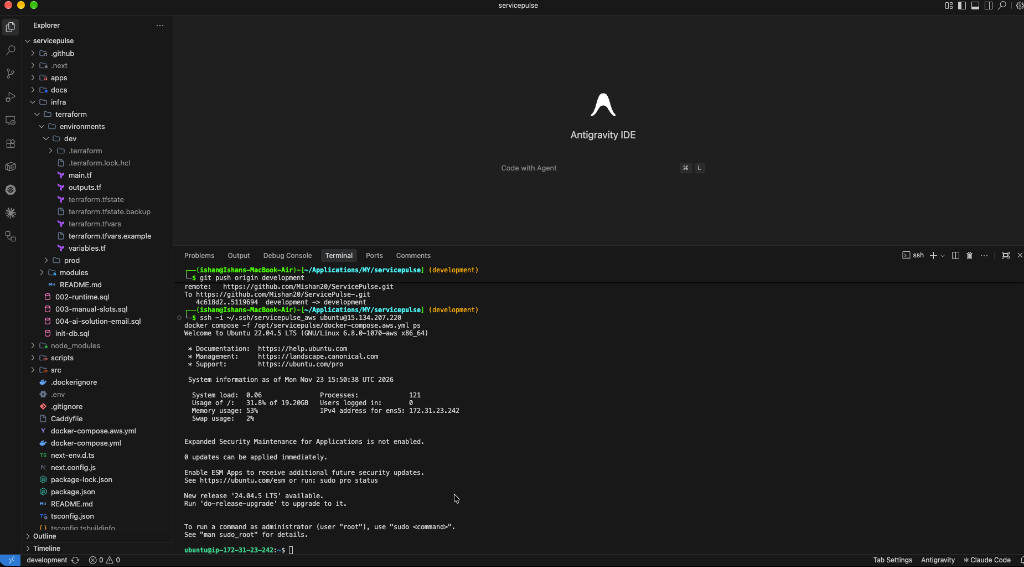 servicepulse
Explorer
...
servicepulse
.github
.next
apps
docs
infra
terraform
environments
dev
.terraform
.terraform.lock.hcl
main.tf
outputs.tf
terraform.tfstate
terraform.tfstate.backup
terraform.tfvars
terraform.tfvars.example
variables.tf
prod
modules
README.md
002-runtime.sql
003-manual-slots.sql
004-ai-solution-email.sql
init-db.sql
node_modules
scripts
src
.dockerignore
.env
.gitignore
Caddyfile
docker-compose.aws.yml
docker-compose.yml
next-env.d.ts
next.config.js
package-lock.json
package.json
README.md
tsconfig.json
tsconfig.tsbuildinfo
Outline
Timeline
Antigravity IDE
Code with Agent ⌘ L
Problems Output Debug Console Terminal Ports Comments
ssh
┌──(ishan@Ishans-MacBook-Air)-[~/Applications/MY/servicepulse] (development)
└─$ git push origin development
remote: https://github.com/Mishan20/ServicePulse.git
To https://github.com/Mishan20/ServicePulse-.git
4c618d2..5119694 development -> development
┌──(ishan@Ishans-MacBook-Air)-[~/Applications/MY/servicepulse] (development)
└─$ ssh -i ~/.ssh/servicepulse_aws ubuntu@15.134.207.220
docker compose -f /opt/servicepulse/docker-compose.aws.yml ps
Welcome to Ubuntu 22.04.5 LTS (GNU/Linux 6.8.0-1070-aws x86_64)
* Documentation: https://help.ubuntu.com
* Management: https://landscape.canonical.com
* Support: https://ubuntu.com/pro
System information as of Mon Nov 23 15:50:38 UTC 2026
System load: 0.06 Processes: 121
Usage of /: 31.8% of 19.20GB Users logged in: 0
Memory usage: 53% IPv4 address for ens5: 172.31.23.242
Swap usage: 2%
Expanded Security Maintenance for Applications is not enabled.
0 updates can be applied immediately.
Enable ESM Apps to receive additional future security updates.
See https://ubuntu.com/esm or run: sudo pro status
New release '24.04.5 LTS' available.
Run 'do-release-upgrade' to upgrade to it.
To run a command as administrator (user "root"), use "sudo <command>".
See "man sudo_root" for details.
ubuntu@ip-172-31-23-242:~$
development 0 0 Tab Settings Antigravity Claude Code